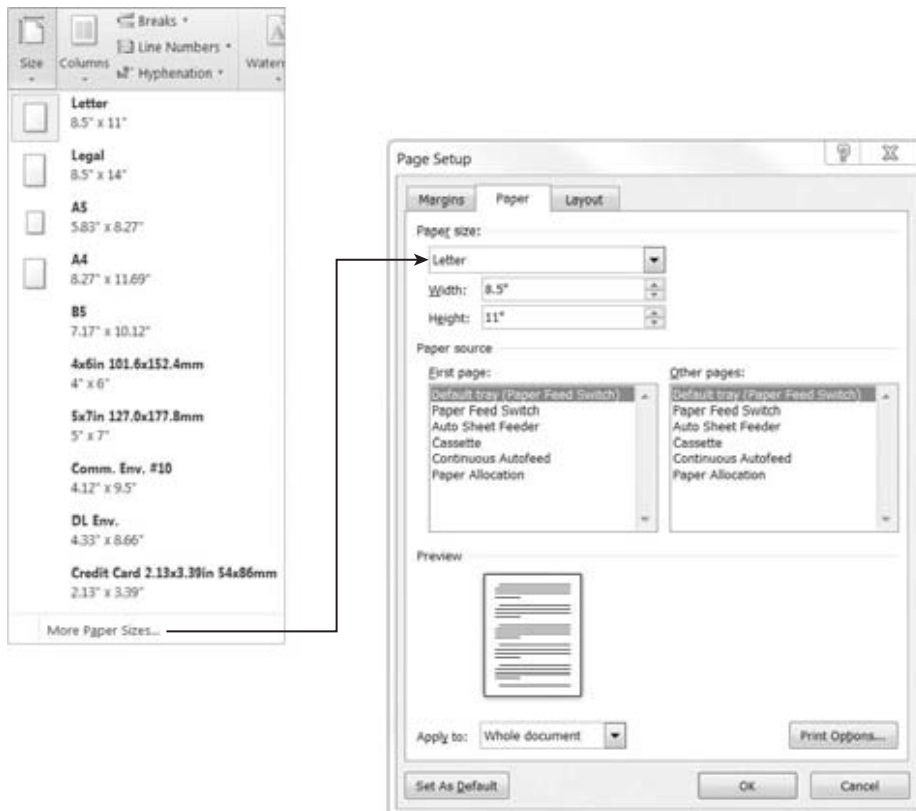 Breaks
Line Numbers
Size
Columns
Hyphenation
Letter
8.5" x 11"
Legal
8.5" x 14"
A5
5.83" x 8.27"
A4
8.27" x 11.69"
B5
7.17" x 10.12"
4x6in 101.6x152.4mm
4" x 6"
5x7in 127.0x177.8mm
5" x 7"
Comm. Env. #10
4.12" x 9.5"
DL Env.
4.33" x 8.66"
Credit Card 2.13x3.39in 54x86mm
2.13" x 3.39"
More Paper Sizes...
Page Setup
Margins Paper Layout
Paper size:
Letter
Width: 8.5"
Height: 11"
Paper source
First page:
Default tray (Paper Feed Switch)
Paper Feed Switch
Auto Sheet Feeder
Cassette
Continuous Autofeed
Paper Allocation
Other pages:
Default tray (Paper Feed Switch)
Paper Feed Switch
Auto Sheet Feeder
Cassette
Continuous Autofeed
Paper Allocation
Preview
Apply to: Whole document
Print Options...
Set As Default OK Cancel